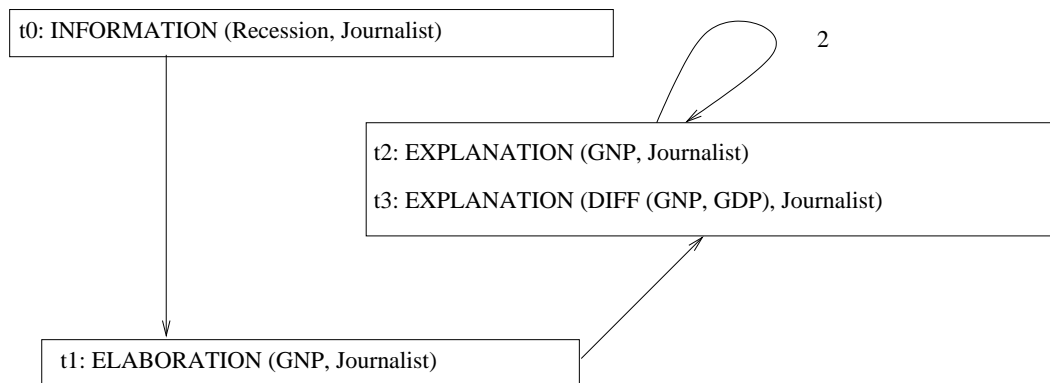 t0: INFORMATION (Recession, Journalist)
2
t2: EXPLANATION (GNP, Journalist)
t3: EXPLANATION (DIFF (GNP, GDP), Journalist)
t1: ELABORATION (GNP, Journalist)